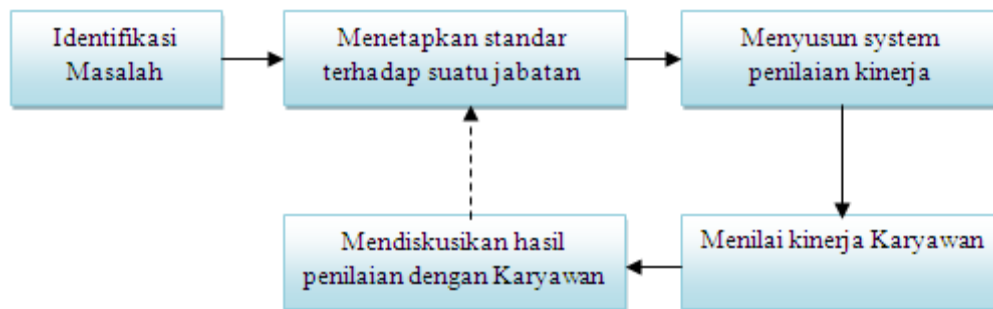 Identifikasi
Masalah
Menetapkan standar
terhadap suatu jabatan
Menyusun system
penilaian kinerja
Menilai kinerja Karyawan
Mendiskusikan hasil
penilaian dengan Karyawan